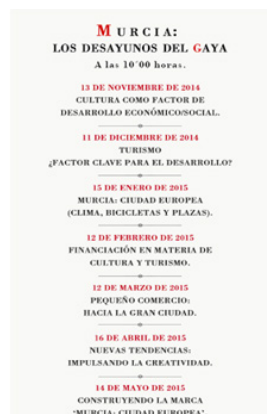 MURCIA:
LOS DESAYUNOS DEL GAYA
A las 10´00 horas.
13 DE NOVIEMBRE DE 2014
CULTURA COMO FACTOR DE
DESARROLLO ECONÓMICO/SOCIAL.
11 DE DICIEMBRE DE 2014
TURISMO
¿FACTOR CLAVE PARA EL DESARROLLO?
15 DE ENERO DE 2015
MURCIA: CIUDAD EUROPEA
(CLIMA, BICICLETAS Y PLAZAS).
12 DE FEBRERO DE 2015
FINANCIACIÓN EN MATERIA DE
CULTURA Y TURISMO.
12 DE MARZO DE 2015
PEQUEÑO COMERCIO:
HACIA LA GRAN CIUDAD.
16 DE ABRIL DE 2015
NUEVAS TENDENCIAS:
IMPULSANDO LA CREATIVIDAD.
14 DE MAYO DE 2015
CONSTRUYENDO LA MARCA
"MURCIA: CIUDAD EUROPEA"